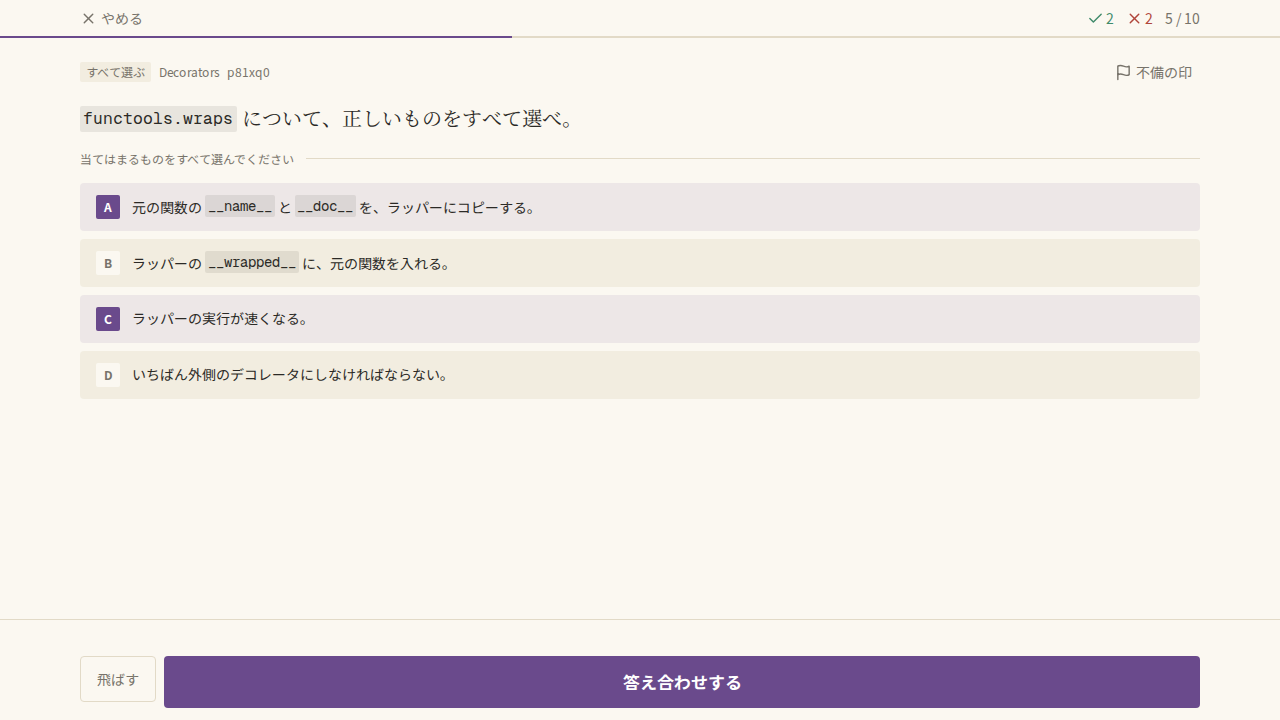 やめる
2 2 5 / 10
すべて選ぶ Decorators p81xq0 不備の印
functools.wraps について、正しいものをすべて選べ。
当てはまるものをすべて選んでください
A 元の関数の __name__ と __doc__ を、ラッパーにコピーする。
B ラッパーの __wrapped__ に、元の関数を入れる。
C ラッパーの実行が速くなる。
D いちばん外側のデコレータにしなければならない。
飛ばす 答え合わせする